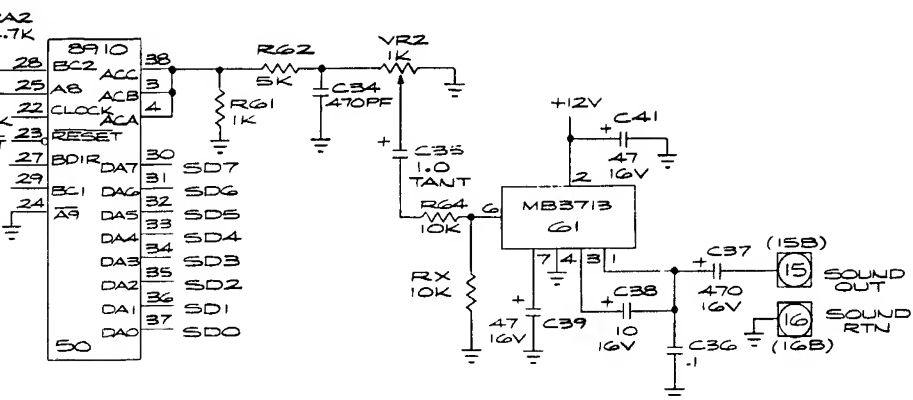 RA2
4.7K
8910
28 BC2 ACC 38
25 A8 ACB 3
22 CLOCK ACA 4
23 RESET
27 BDIR DA7 30 SD7
29 BC1 DA6 31 SD6
24 A9 DA5 32 SD5
DA4 33 SD4
DA3 34 SD3
DA2 35 SD2
DA1 36 SD1
DA0 37 SD0
50
R61
1K
R62
5K
C34
470PF
VR2
1K
+ C35
1.0
TANT
R64
10K
RX
10K
+12V
+ C41
47
16V
2
MB3713
61
6 7 4 3 1
+ C39
47
16V
+ C38
10
16V
C36
.1
+ C37
470
16V
(15B)
15 SOUND
OUT
16 SOUND
RTN
(16B)